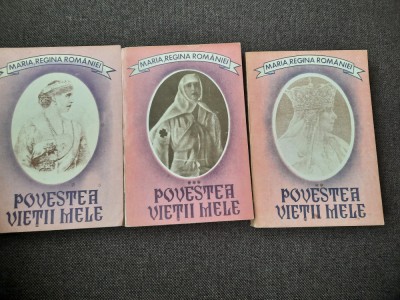 MARIA, REGINA ROMÂNIEI
POVESTEA
VIEȚII MELE
MARIA, REGINA ROMÂNIEI
***
POVESTEA
VIEȚII MELE
MARIA, REGINA ROMÂNIEI
**
POVESTEA
VIEȚII MELE